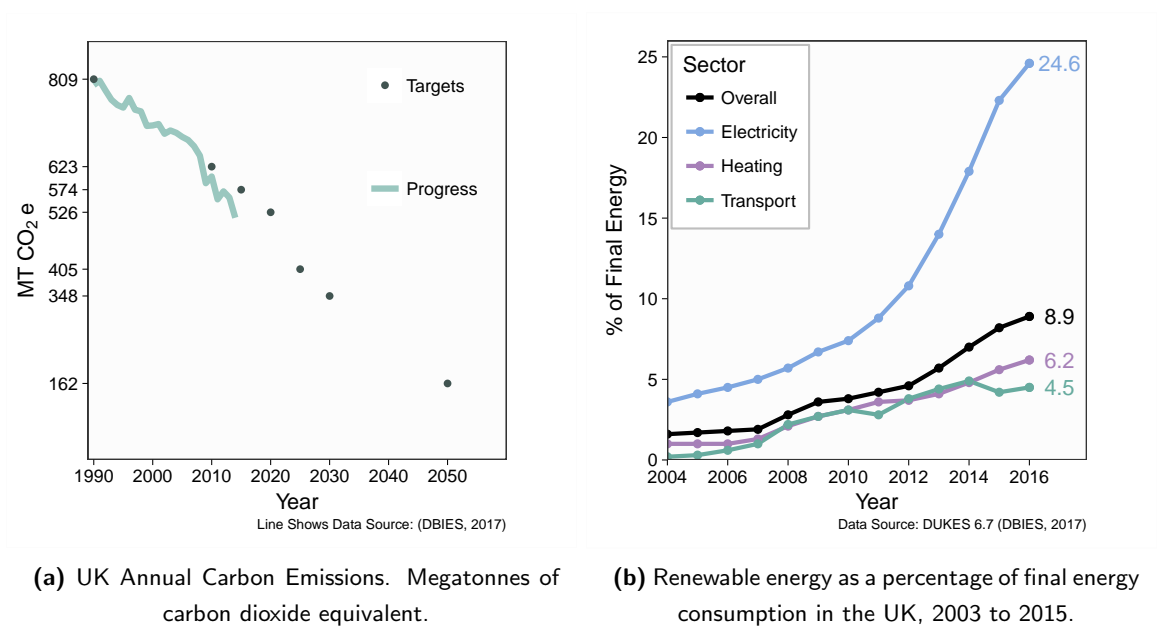 809
623
574
526
405
348
162
MT CO2 e
Targets
Progress
1990 2000 2010 2020 2030 2040 2050
Year
Line Shows Data Source: (DBIES, 2017)
(a) UK Annual Carbon Emissions. Megatonnes of
carbon dioxide equivalent.
25
20
15
10
5
0
% of Final Energy
Sector
Overall
Electricity
Heating
Transport
24.6
8.9
6.2
4.5
2004 2006 2008 2010 2012 2014 2016
Year
Data Source: DUKES 6.7 (DBIES, 2017)
(b) Renewable energy as a percentage of final energy
consumption in the UK, 2003 to 2015.